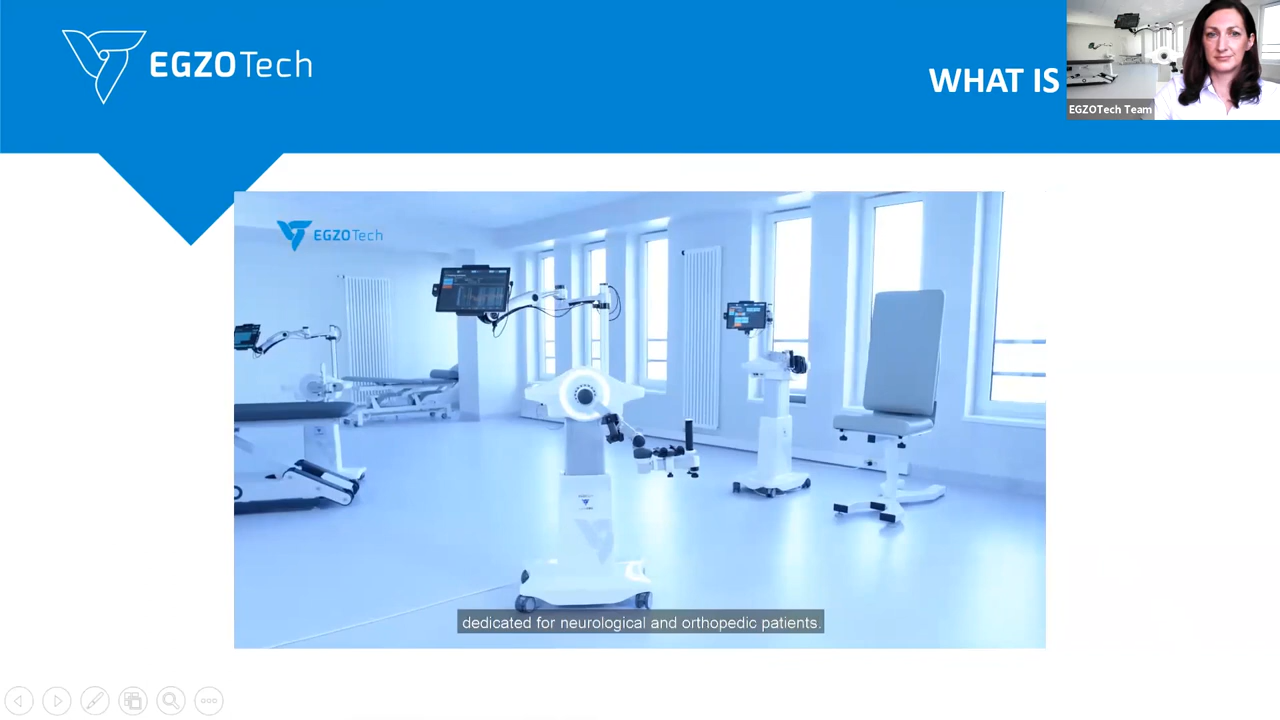 EGZOTech
WHAT IS
EGZOTech Team
EGZOTech
dedicated for neurological and orthopedic patients.